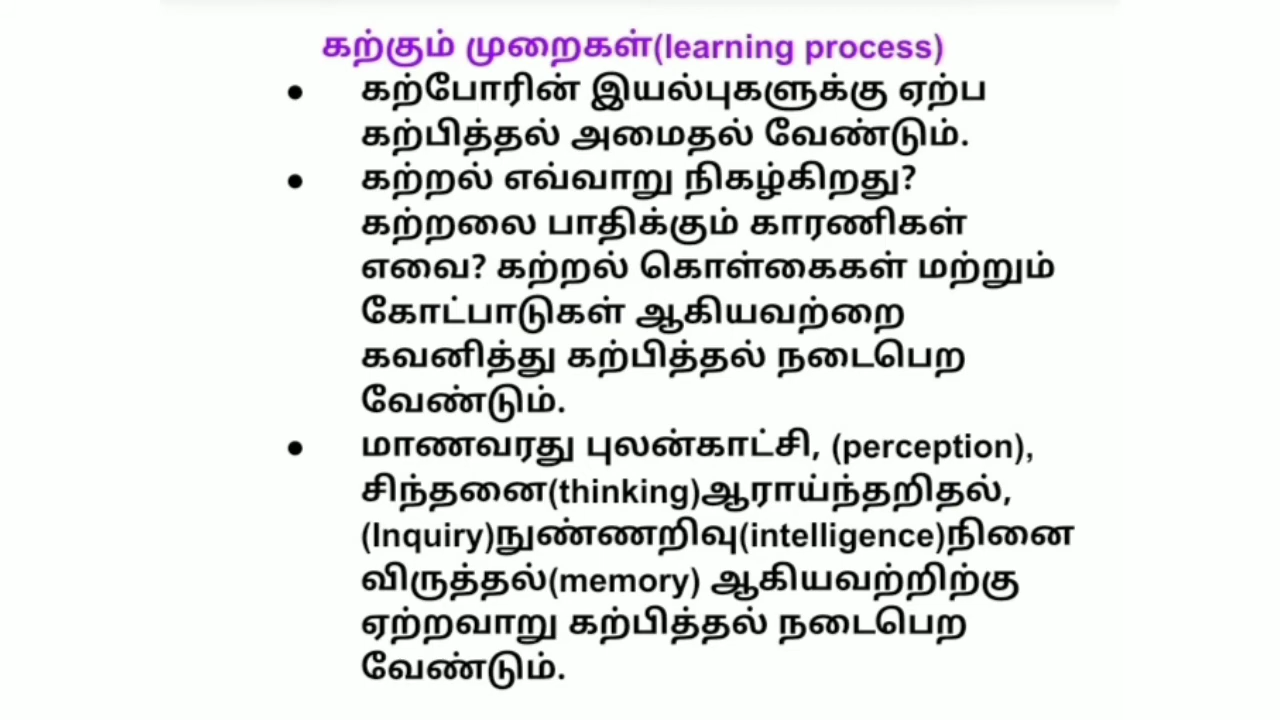 கற்கும் முறைகள்(learning process)
● கற்போரின் இயல்புகளுக்கு ஏற்ப
கற்பித்தல் அமைதல் வேண்டும்.
● கற்றல் எவ்வாறு நிகழ்கிறது?
கற்றலை பாதிக்கும் காரணிகள்
எவை? கற்றல் கொள்கைகள் மற்றும்
கோட்பாடுகள் ஆகியவற்றை
கவனித்து கற்பித்தல் நடைபெற
வேண்டும்.
● மாணவரது புலன்காட்சி, (perception),
சிந்தனை(thinking)ஆராய்ந்தறிதல்,
(Inquiry)நுண்ணறிவு(intelligence)நினை
விருத்தல்(memory) ஆகியவற்றிற்கு
ஏற்றவாறு கற்பித்தல் நடைபெற
வேண்டும்.